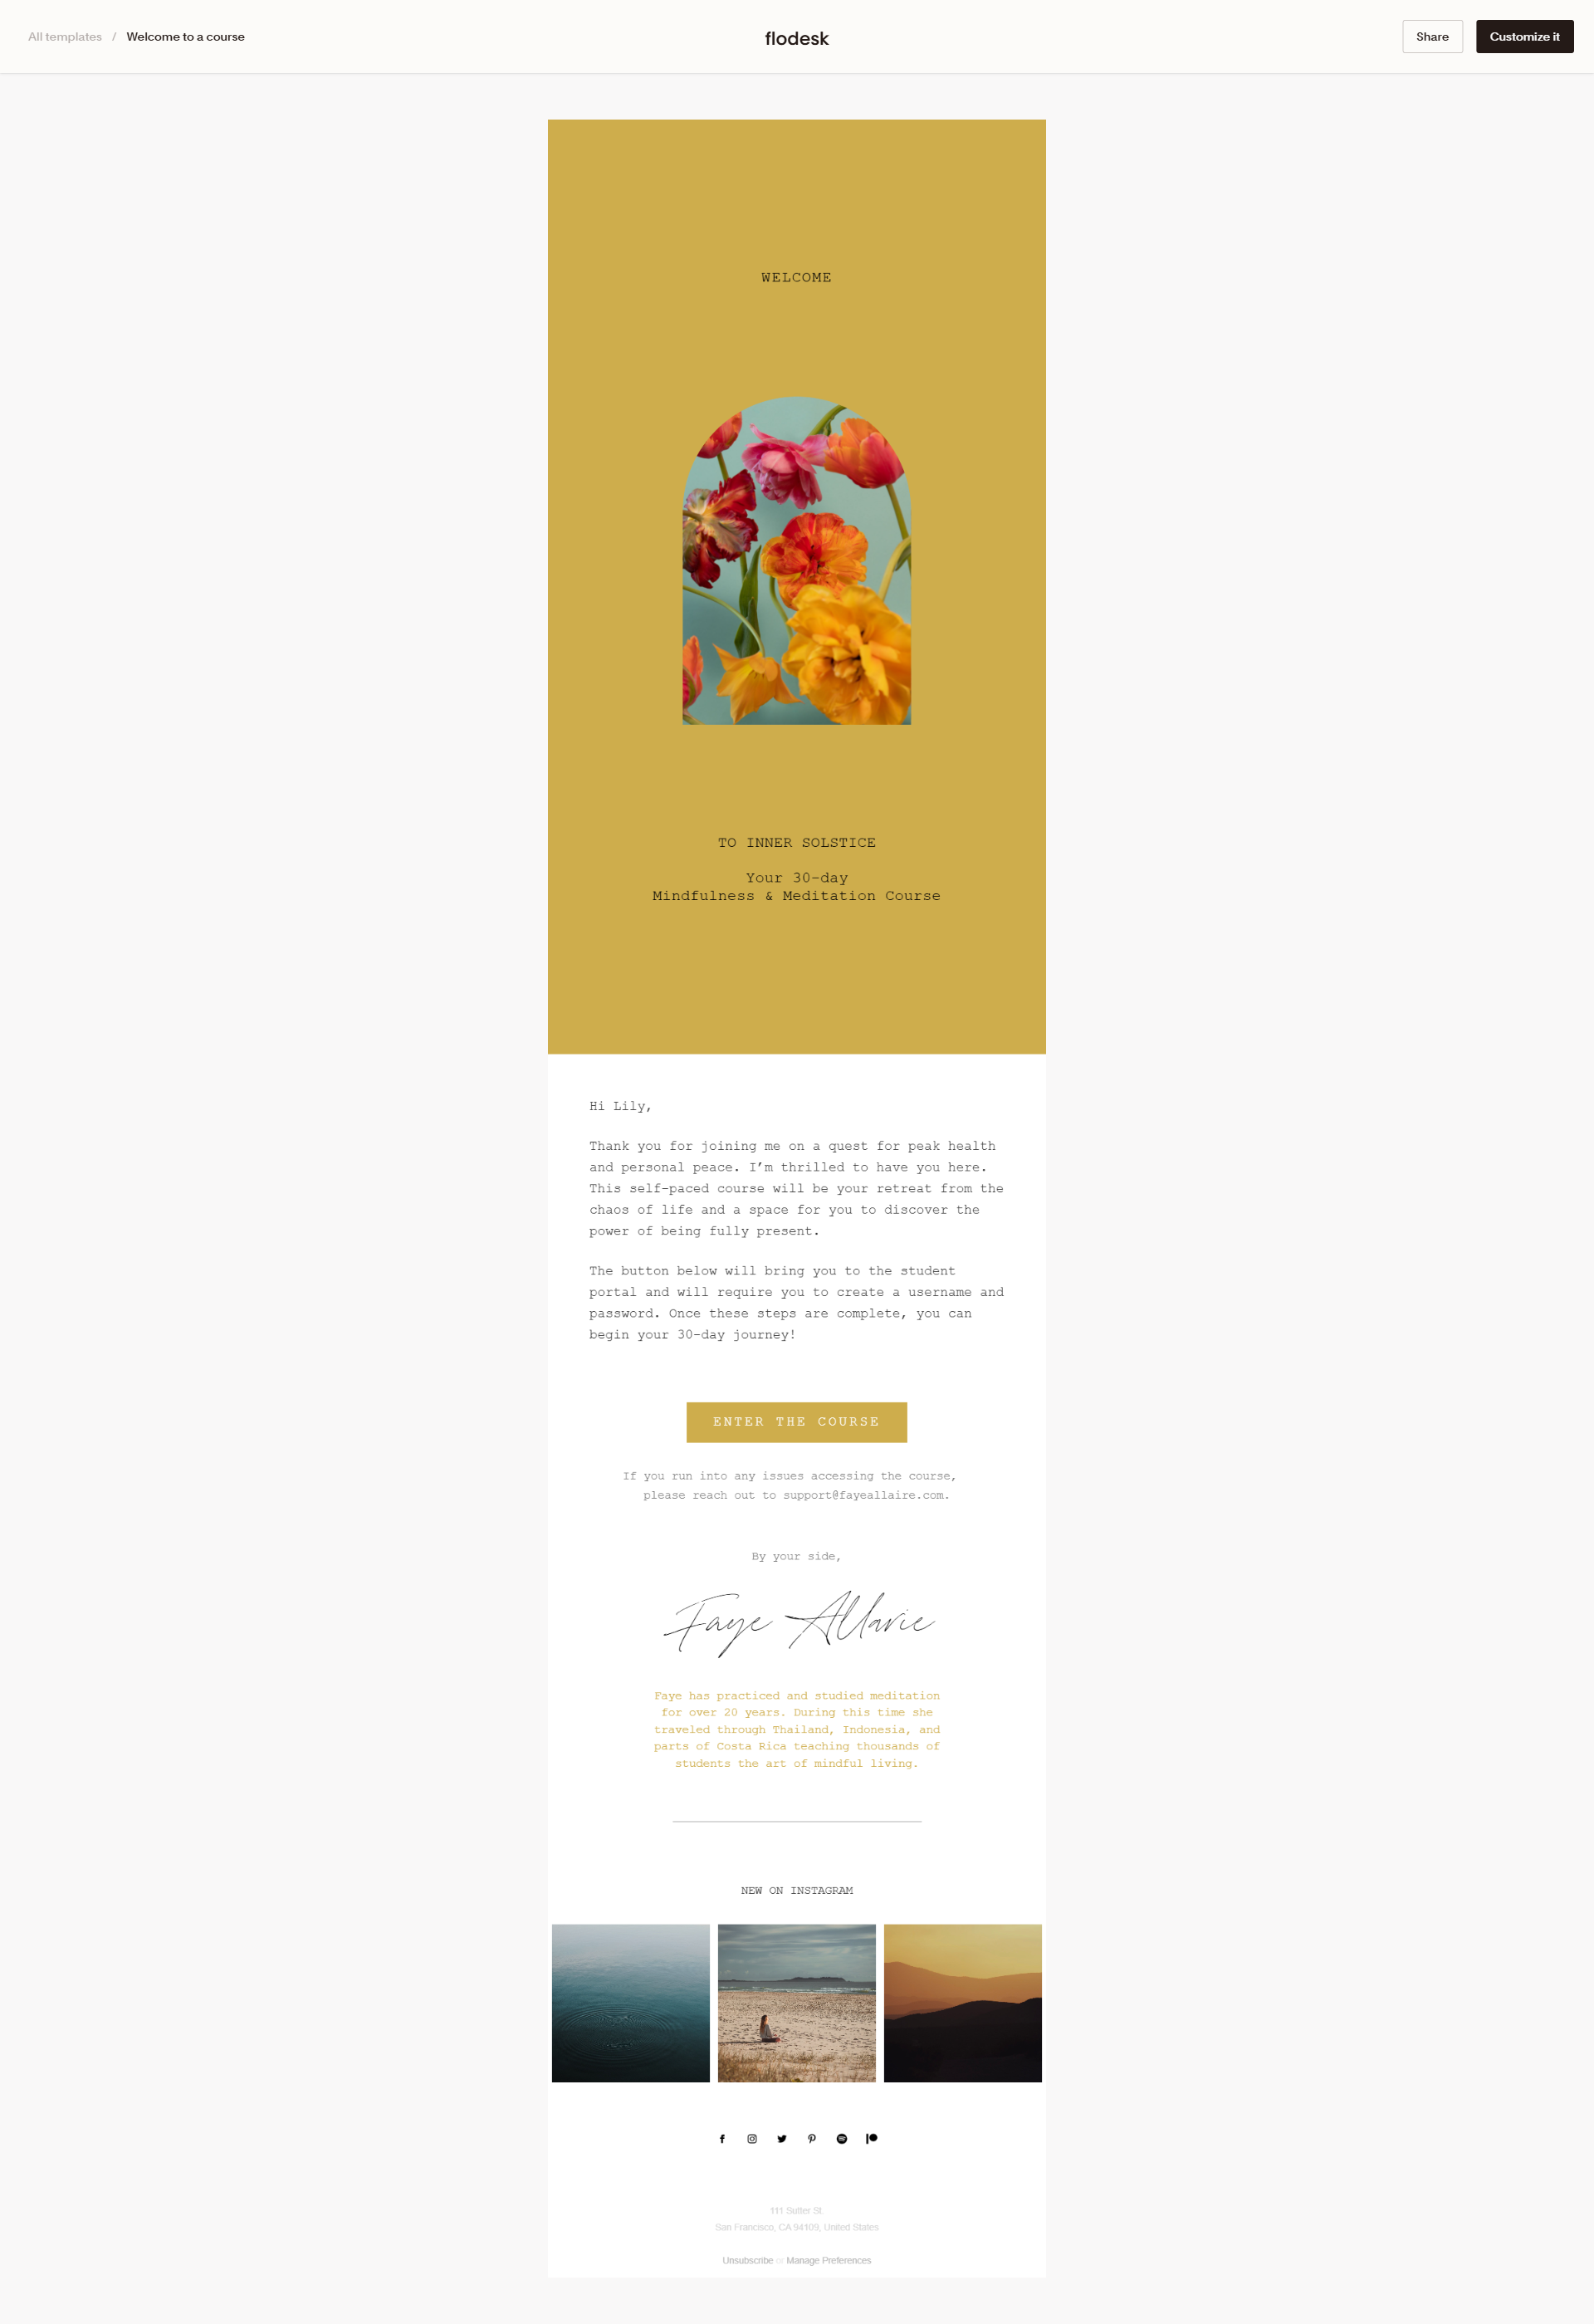 All templates / Welcome to a course
flodesk
Share
Customize it
WELCOME
TO INNER SOLSTICE
Your 30-day
Mindfulness & Meditation Course
Hi Lily,
Thank you for joining me on a quest for peak health
and personal peace. I’m thrilled to have you here.
This self-paced course will be your retreat from the
chaos of life and a space for you to discover the
power of being fully present.
The button below will bring you to the student
portal and will require you to create a username and
password. Once these steps are complete, you can
begin your 30-day journey!
ENTER THE COURSE
If you run into any issues accessing the course,
please reach out to support@fayeallaire.com.
By your side,
Faye Allavie
Faye has practiced and studied meditation
for over 20 years. During this time she
traveled through Thailand, Indonesia, and
parts of Costa Rica teaching thousands of
students the art of mindful living.
NEW ON INSTAGRAM
111 Sutter St
San Francisco, CA 94109, United States
Unsubscribe or Manage Preferences